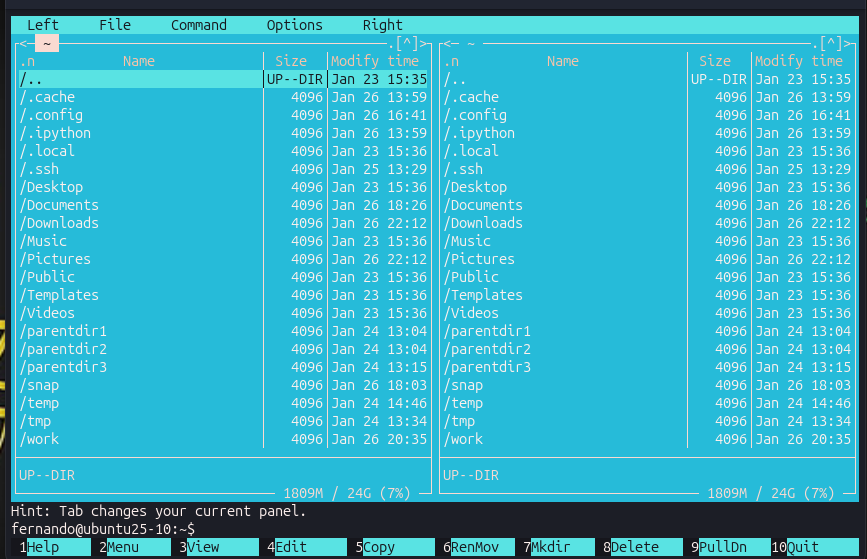 Left File Command Options Right
<- ~ .[^]> <- ~ .[^]>
.n Name Size Modify time .n Name Size Modify time
/.. UP--DIR Jan 23 15:35 /.. UP--DIR Jan 23 15:35
/.cache 4096 Jan 26 13:59 /.cache 4096 Jan 26 13:59
/.config 4096 Jan 26 16:41 /.config 4096 Jan 26 16:41
/.ipython 4096 Jan 26 13:59 /.ipython 4096 Jan 26 13:59
/.local 4096 Jan 23 15:36 /.local 4096 Jan 23 15:36
/.ssh 4096 Jan 25 13:29 /.ssh 4096 Jan 25 13:29
/Desktop 4096 Jan 23 15:36 /Desktop 4096 Jan 23 15:36
/Documents 4096 Jan 26 18:26 /Documents 4096 Jan 26 18:26
/Downloads 4096 Jan 26 22:12 /Downloads 4096 Jan 26 22:12
/Music 4096 Jan 23 15:36 /Music 4096 Jan 23 15:36
/Pictures 4096 Jan 26 22:12 /Pictures 4096 Jan 26 22:12
/Public 4096 Jan 23 15:36 /Public 4096 Jan 23 15:36
/Templates 4096 Jan 23 15:36 /Templates 4096 Jan 23 15:36
/Videos 4096 Jan 23 15:36 /Videos 4096 Jan 23 15:36
/parentdir1 4096 Jan 24 13:04 /parentdir1 4096 Jan 24 13:04
/parentdir2 4096 Jan 24 13:04 /parentdir2 4096 Jan 24 13:04
/parentdir3 4096 Jan 24 13:15 /parentdir3 4096 Jan 24 13:15
/snap 4096 Jan 26 18:03 /snap 4096 Jan 26 18:03
/temp 4096 Jan 24 14:46 /temp 4096 Jan 24 14:46
/tmp 4096 Jan 24 13:34 /tmp 4096 Jan 24 13:34
/work 4096 Jan 26 20:35 /work 4096 Jan 26 20:35
UP--DIR UP--DIR
1809M / 24G (7%) 1809M / 24G (7%)
Hint: Tab changes your current panel.
fernando@ubuntu25-10:~$
1Help 2Menu 3View 4Edit 5Copy 6RenMov 7Mkdir 8Delete 9PullDn 10Quit